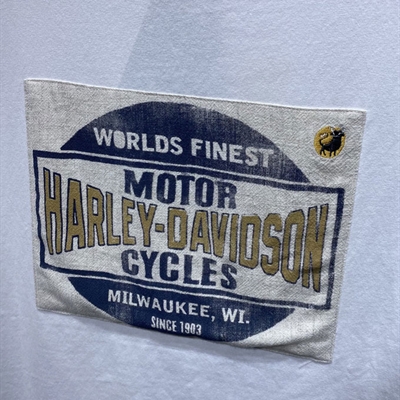 WORLDS FINEST
MOTOR
HARLEY-DAVIDSON
CYCLES
MILWAUKEE, WI.
SINCE 1903